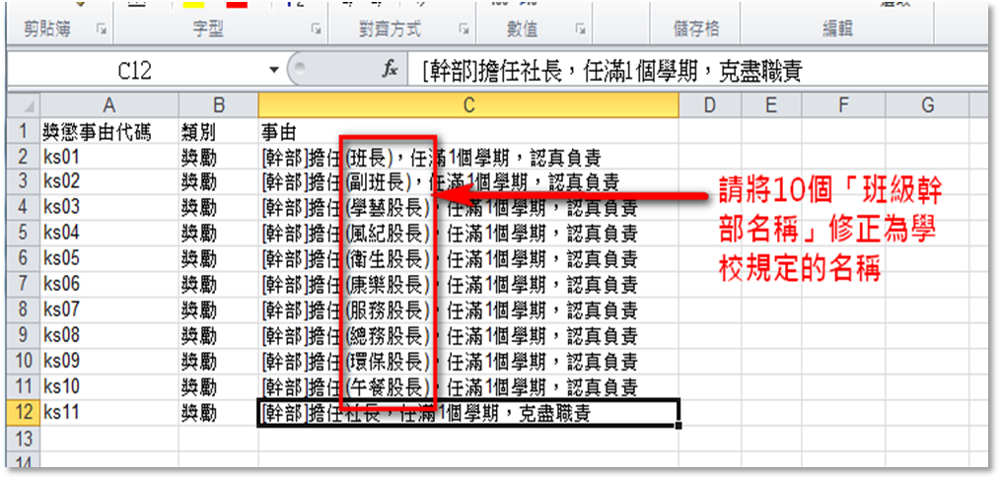 剪貼簿 字型 對齊方式 數值 儲存格 編輯
C12 fx [幹部]擔任社長，任滿1個學期，克盡職責
A B C D E F G
1 獎懲事由代碼 類別 事由
2 ks01 獎勵 [幹部]擔任(班長)，任滿1個學期，認真負責
3 ks02 獎勵 [幹部]擔任(副班長)，任滿1個學期，認真負責
4 ks03 獎勵 [幹部]擔任(學藝股長)，任滿1個學期，認真負責
5 ks04 獎勵 [幹部]擔任(風紀股長)，任滿1個學期，認真負責
6 ks05 獎勵 [幹部]擔任(衛生股長)，任滿1個學期，認真負責
7 ks06 獎勵 [幹部]擔任(康樂股長)，任滿1個學期，認真負責
8 ks07 獎勵 [幹部]擔任(服務股長)，任滿1個學期，認真負責
9 ks08 獎勵 [幹部]擔任(總務股長)，任滿1個學期，認真負責
10 ks09 獎勵 [幹部]擔任(環保股長)，任滿1個學期，認真負責
11 ks10 獎勵 [幹部]擔任(午餐股長)，任滿1個學期，認真負責
12 ks11 獎勵 [幹部]擔任社長，任滿1個學期，克盡職責
13
14
請將10個「班級幹
部名稱」修正為學
校規定的名稱